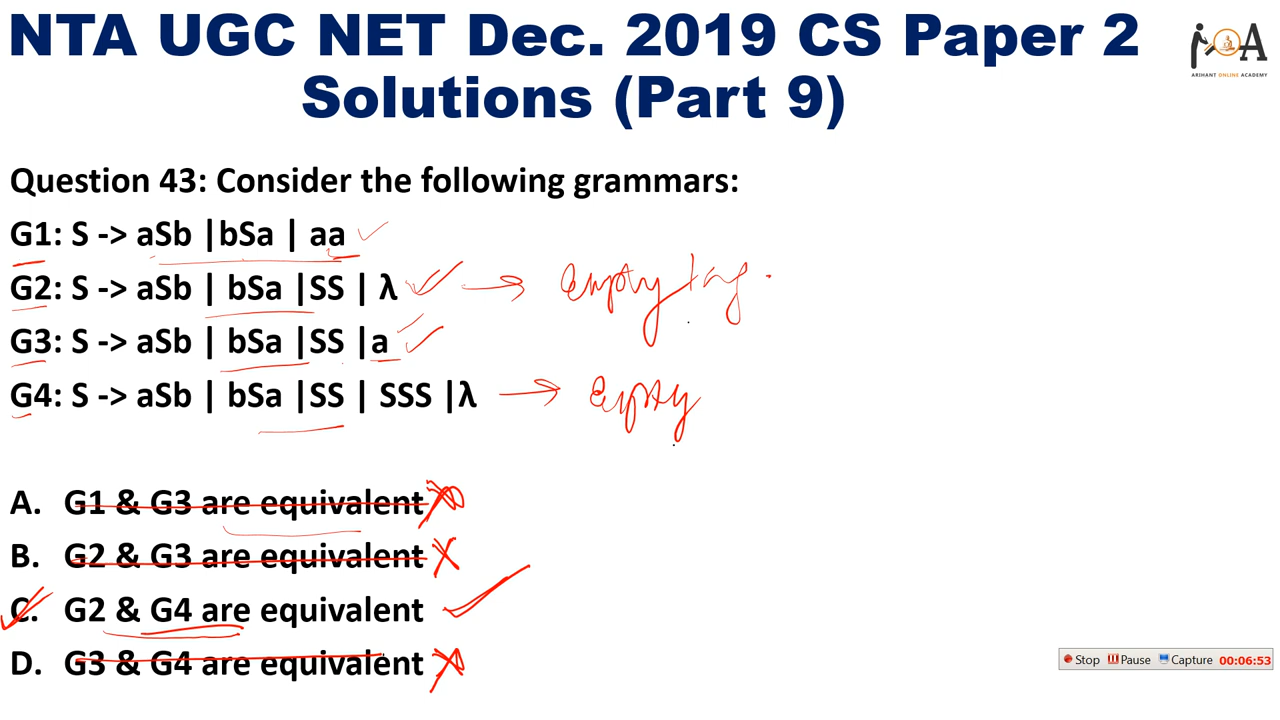 NTA UGC NET Dec. 2019 CS Paper 2
Solutions (Part 9)
ARIHANT ONLINE ACADEMY
Question 43: Consider the following grammars:
G1: S -> aSb |bSa | aa
G2: S -> aSb | bSa |SS | λ
Empty
G3: S -> aSb | bSa |SS |a
G4: S -> aSb | bSa |SS | SSS |λ
Empty
A. G1 & G3 are equivalent
B. G2 & G3 are equivalent
C. G2 & G4 are equivalent
D. G3 & G4 are equivalent
Stop Pause Capture 00:06:53